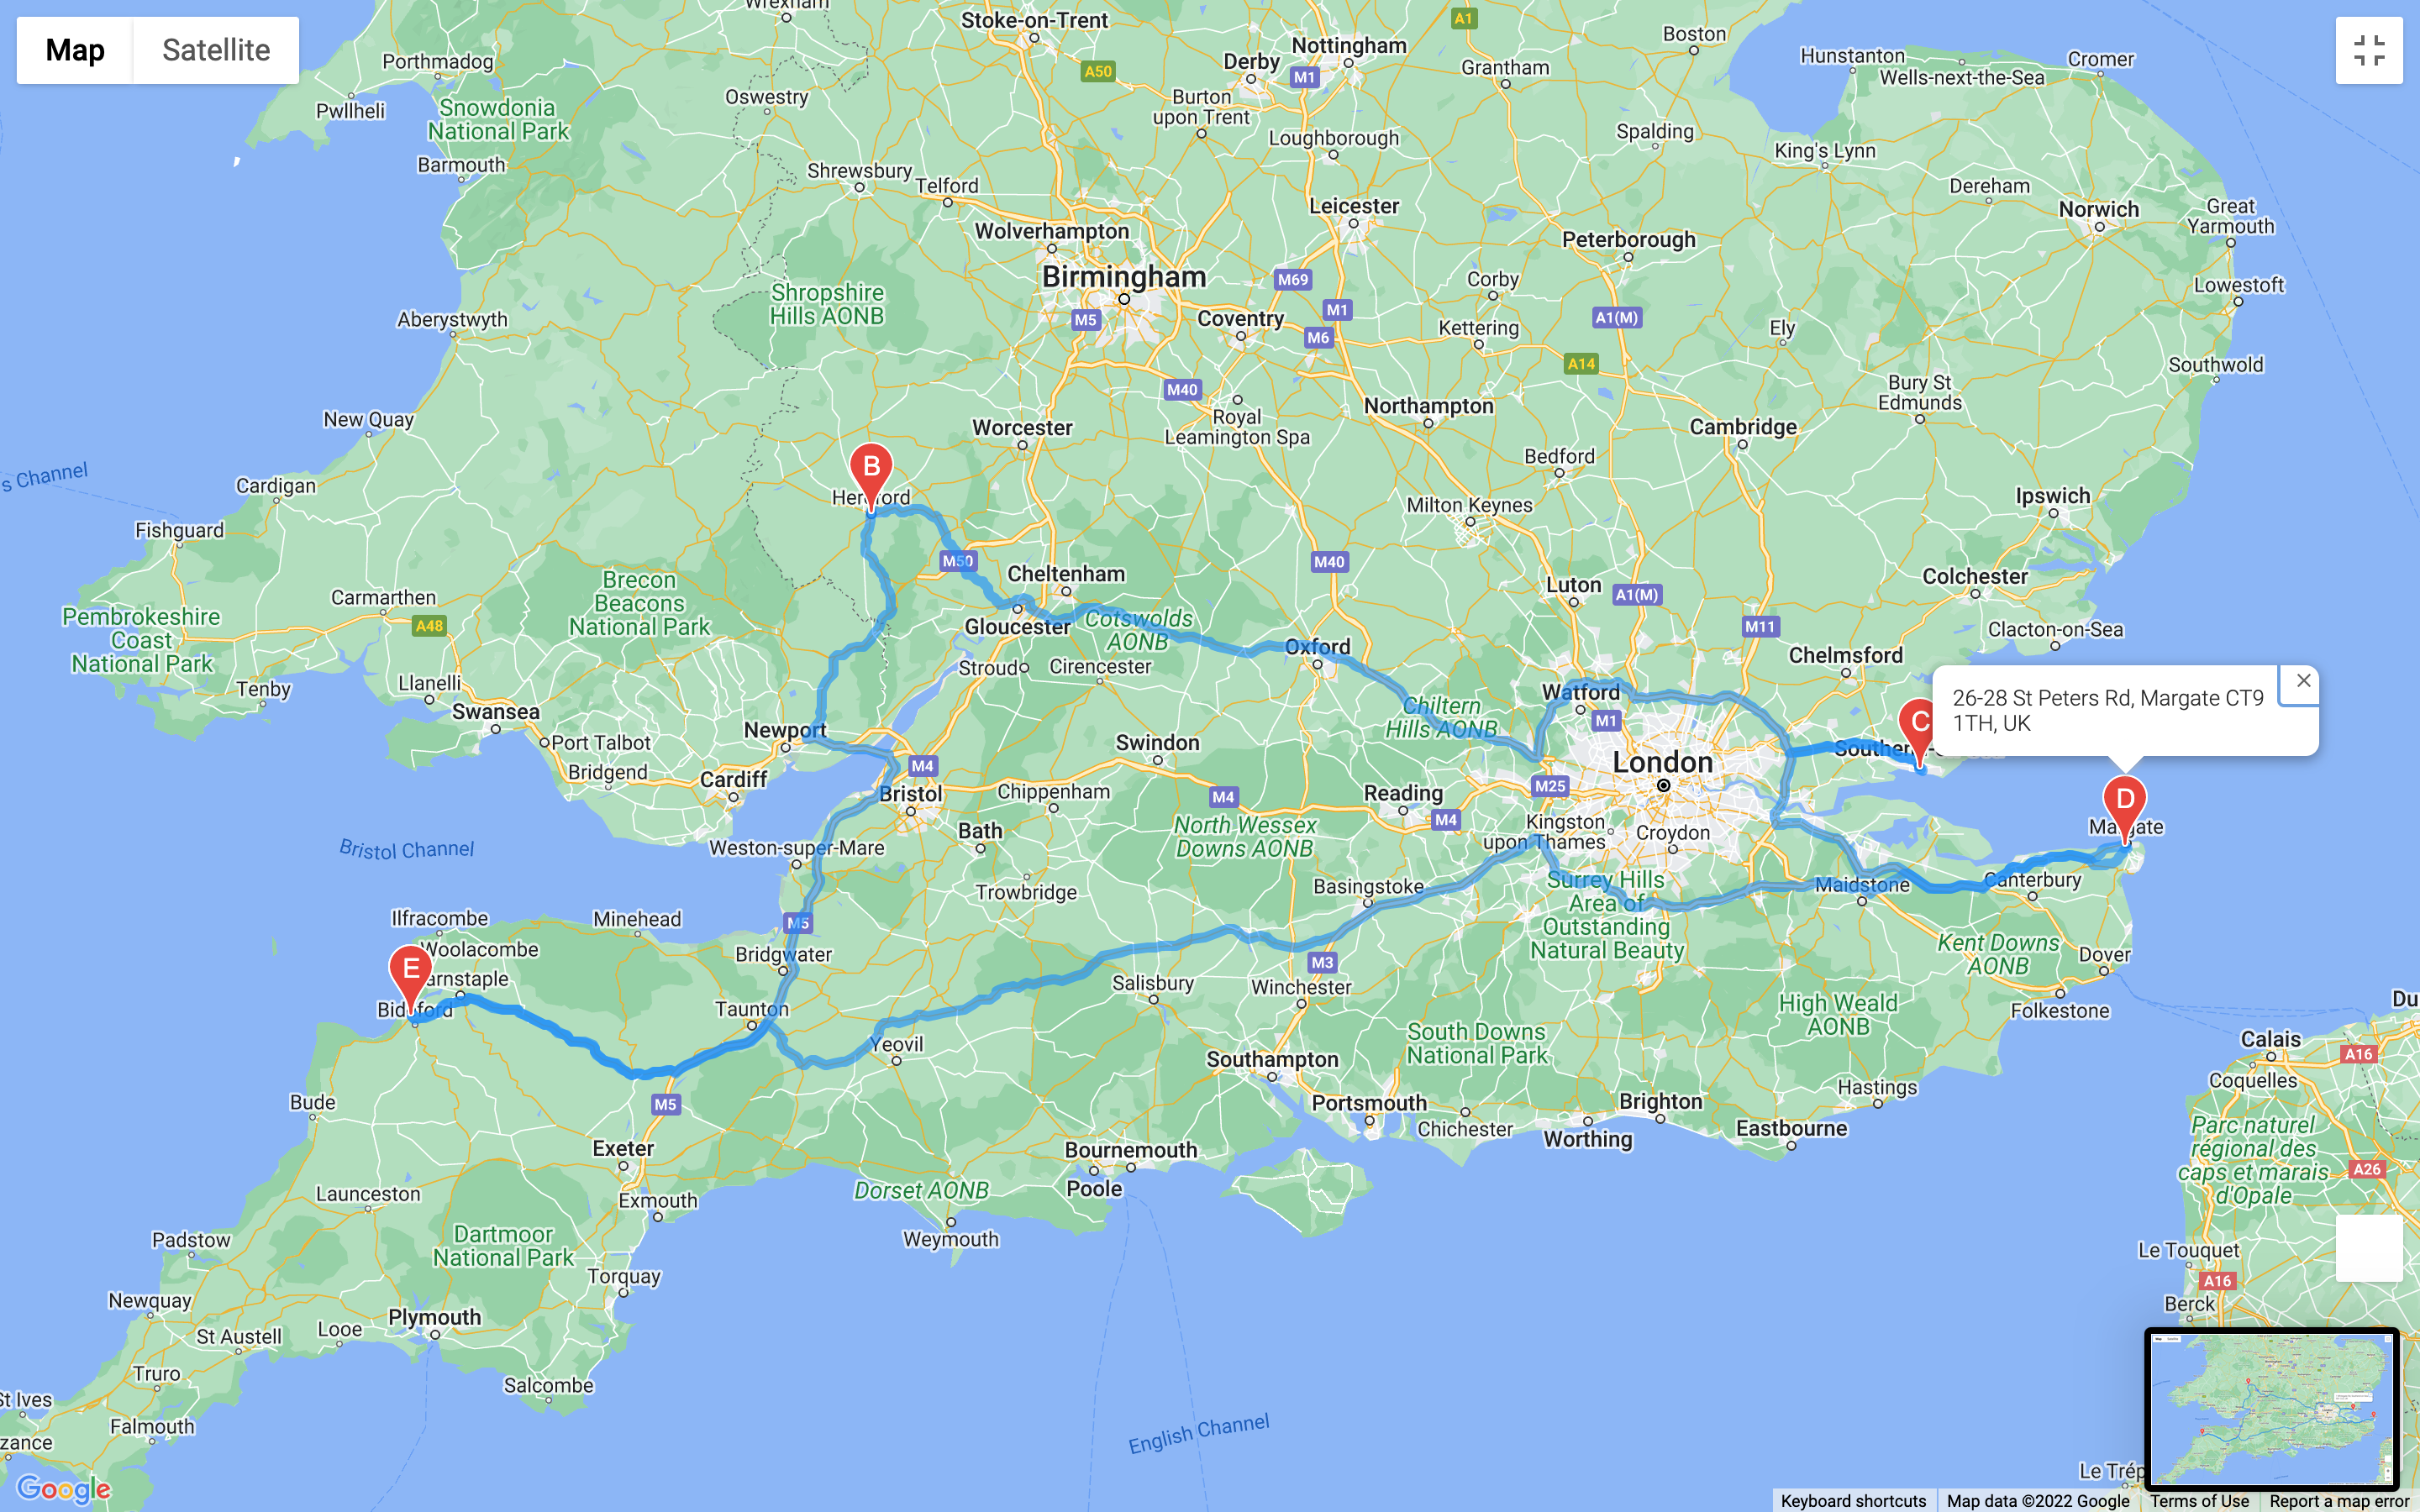 Map
Satellite
Stoke-on-Trent
A1
Boston
Nottingham
Derby
M1
Hunstanton
Cromer
Wells-next-the-Sea
Porthmadog
A50
Grantham
Pwllheli
Snowdonia
National Park
Oswestry
Burton
upon Trent
Loughborough
Spalding
King's Lynn
Barmouth
Shrewsbury
Telford
Dereham
Leicester
Norwich
Great
Yarmouth
Wolverhampton
Peterborough
Birmingham
M69
Corby
Lowestoft
Shropshire
Hills AONB
M5
Coventry
M1
M6
Kettering
A1(M)
Ely
Aberystwyth
A14
Southwold
M40
Bury St
Edmunds
New Quay
Worcester
Royal
Leamington Spa
Northampton
Cambridge
B
Bedford
s Channel
Cardigan
Milton Keynes
Ipswich
Fishguard
M50
M40
Cheltenham
Luton
A1(M)
Colchester
Brecon
Beacons
National Park
Carmarthen
A48
Pembrokeshire
Coast
National Park
Gloucester
Cotswolds
AONB
Oxford
M11
Clacton-on-Sea
Stroud
Cirencester
Chelmsford
Llanelli
Tenby
Swansea
Watford
M1
Chiltern
Hills AONB
26-28 St Peters Rd, Margate CT9
1TH, UK
C
Newport
Port Talbot
Swindon
London
Bridgend
Cardiff
M4
Bristol
Chippenham
M4
Reading
M25
M4
D
Kingston
upon Thames
Croydon
Bath
North Wessex
Downs AONB
Bristol Channel
Weston-super-Mare
Trowbridge
Basingstoke
Surrey Hills
Area of
Outstanding
Natural Beauty
Maidstone
Canterbury
Ilfracombe
Minehead
M5
Woolacombe
Bridgwater
Kent Downs
AONB
Dover
E
M3
Salisbury
Winchester
Taunton
High Weald
AONB
Folkestone
Yeovil
South Downs
National Park
Calais
A16
Southampton
Coquelles
Bude
M5
Hastings
Portsmouth
Brighton
Chichester
Worthing
Eastbourne
Parc naturel
régional des
caps et marais
d'Opale
A26
Exeter
Bournemouth
Poole
Launceston
Dorset AONB
Exmouth
Weymouth
Dartmoor
National Park
Padstow
Le Touquet
Torquay
A16
Newquay
Berck
Plymouth
St Austell
Looe
Truro
Salcombe
St Ives
Falmouth
English Channel
zance
Le Trép
Google
Keyboard shortcuts
Map data ©2022 Google
Terms of Use
Report a map error